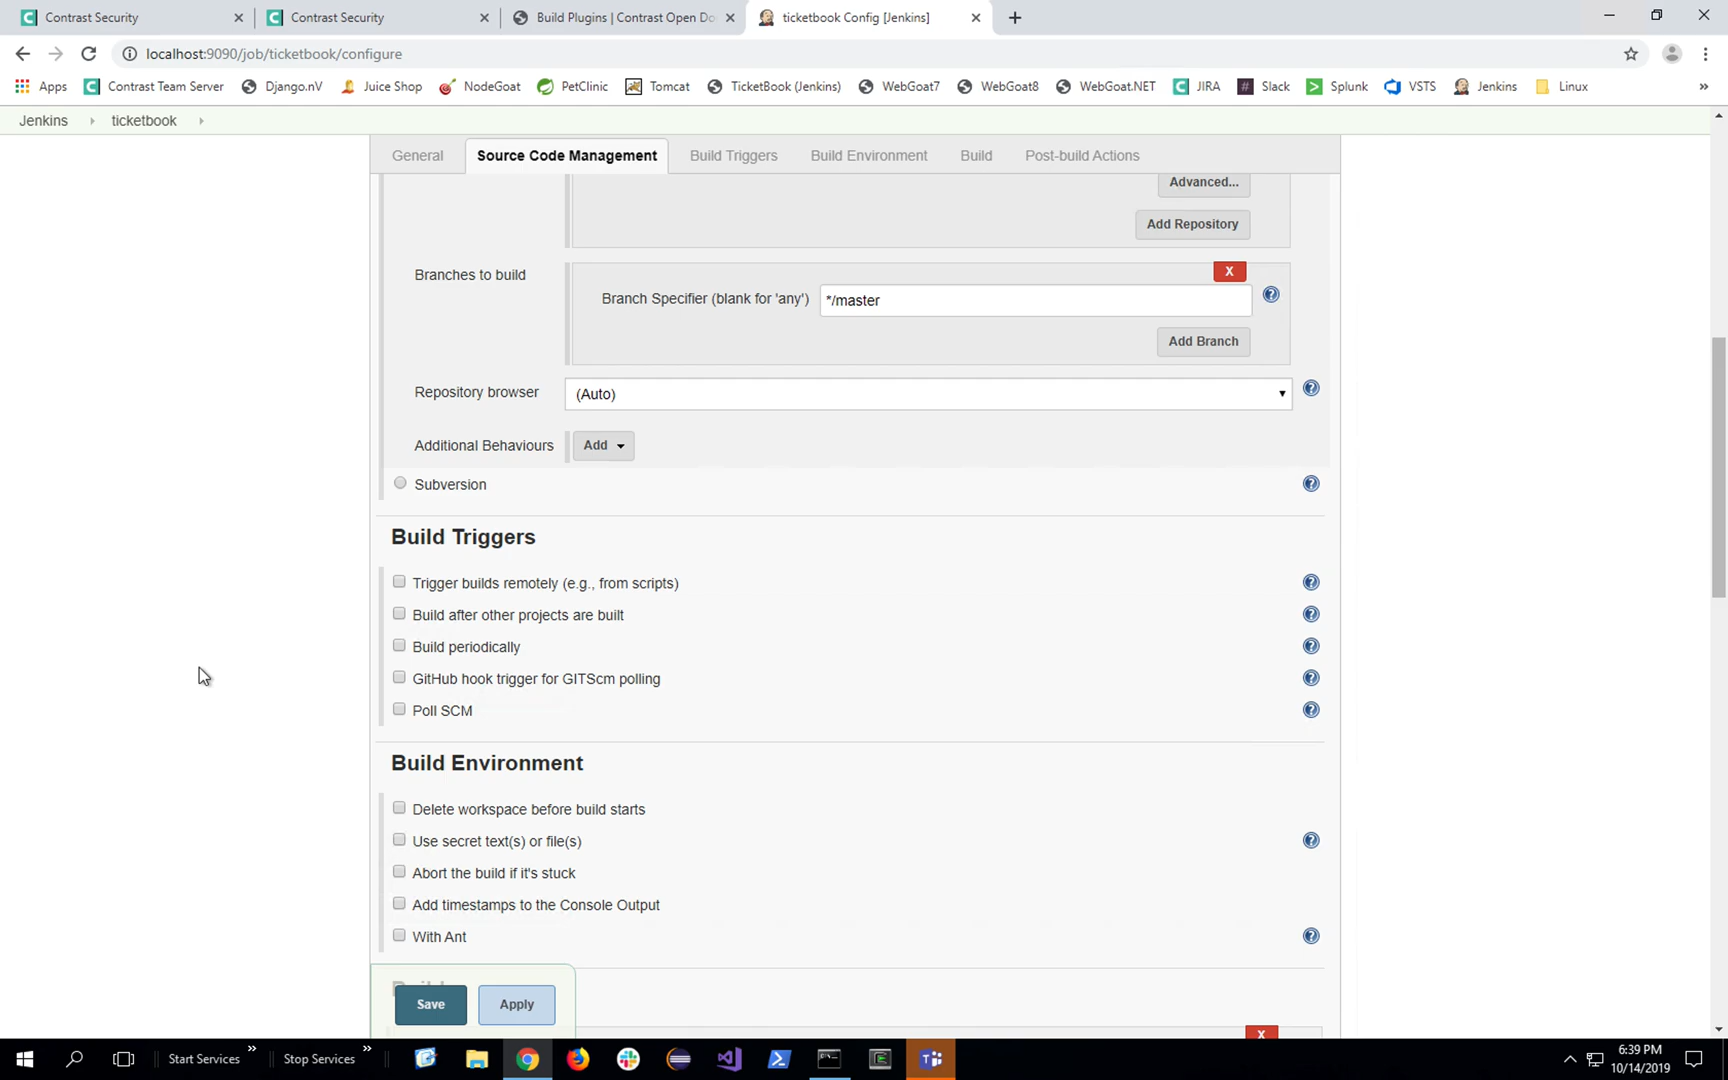 Contrast Security
Contrast Security
Build Plugins | Contrast Open Do
ticketbook Config [Jenkins]
localhost:9090/job/ticketbook/configure
Apps
Contrast Team Server
Django.nV
Juice Shop
NodeGoat
PetClinic
Tomcat
TicketBook (Jenkins)
WebGoat7
WebGoat8
WebGoat.NET
JIRA
Slack
Splunk
VSTS
Jenkins
Linux
Jenkins
ticketbook
General
Source Code Management
Build Triggers
Build Environment
Build
Post-build Actions
Advanced...
Add Repository
Branches to build
X
Branch Specifier (blank for 'any')
*/master
Add Branch
Repository browser
(Auto)
Additional Behaviours
Add
Subversion
Build Triggers
Trigger builds remotely (e.g., from scripts)
Build after other projects are built
Build periodically
GitHub hook trigger for GITScm polling
Poll SCM
Build Environment
Delete workspace before build starts
Use secret text(s) or file(s)
Abort the build if it's stuck
Add timestamps to the Console Output
With Ant
Build
Save
Apply
X
Start Services
Stop Services
6:39 PM
10/14/2019